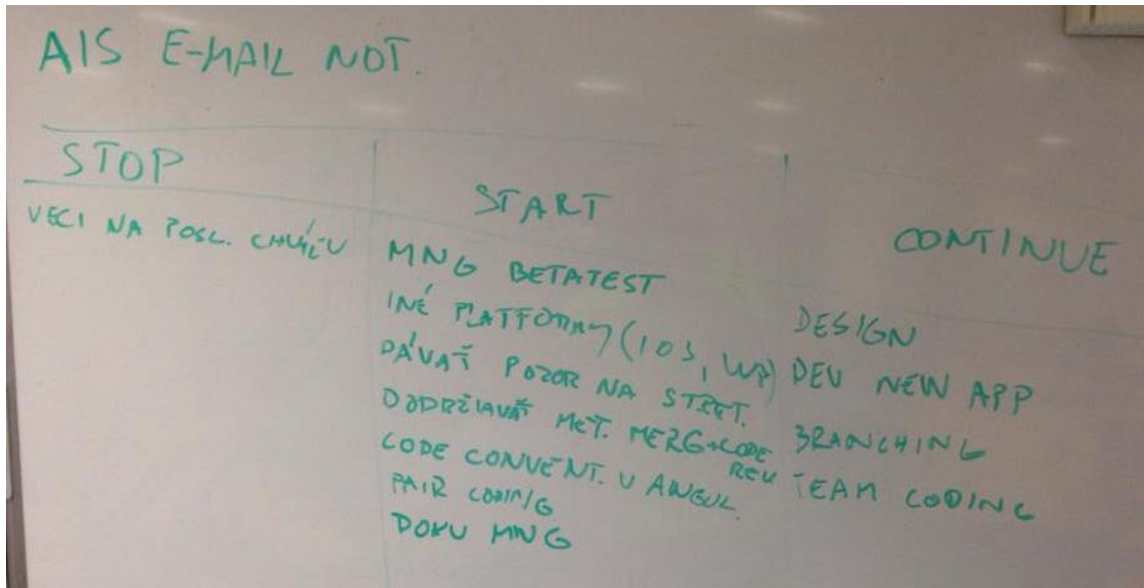 AIS E-MAIL NOT.
STOP
VECI NA POSL. CHVÍĽU
START
MNG BETATEST
INÉ PLATFORMY (IOS, WP)
DÁVAŤ POZOR NA STRET.
DODRŽIAVAŤ MET. MERG+CODE REV
CODE CONVENT. V ANGUL.
PAIR CODING
DOKU MNG
CONTINUE
DESIGN
DEV NEW APP
BRANCHING
TEAM CODING